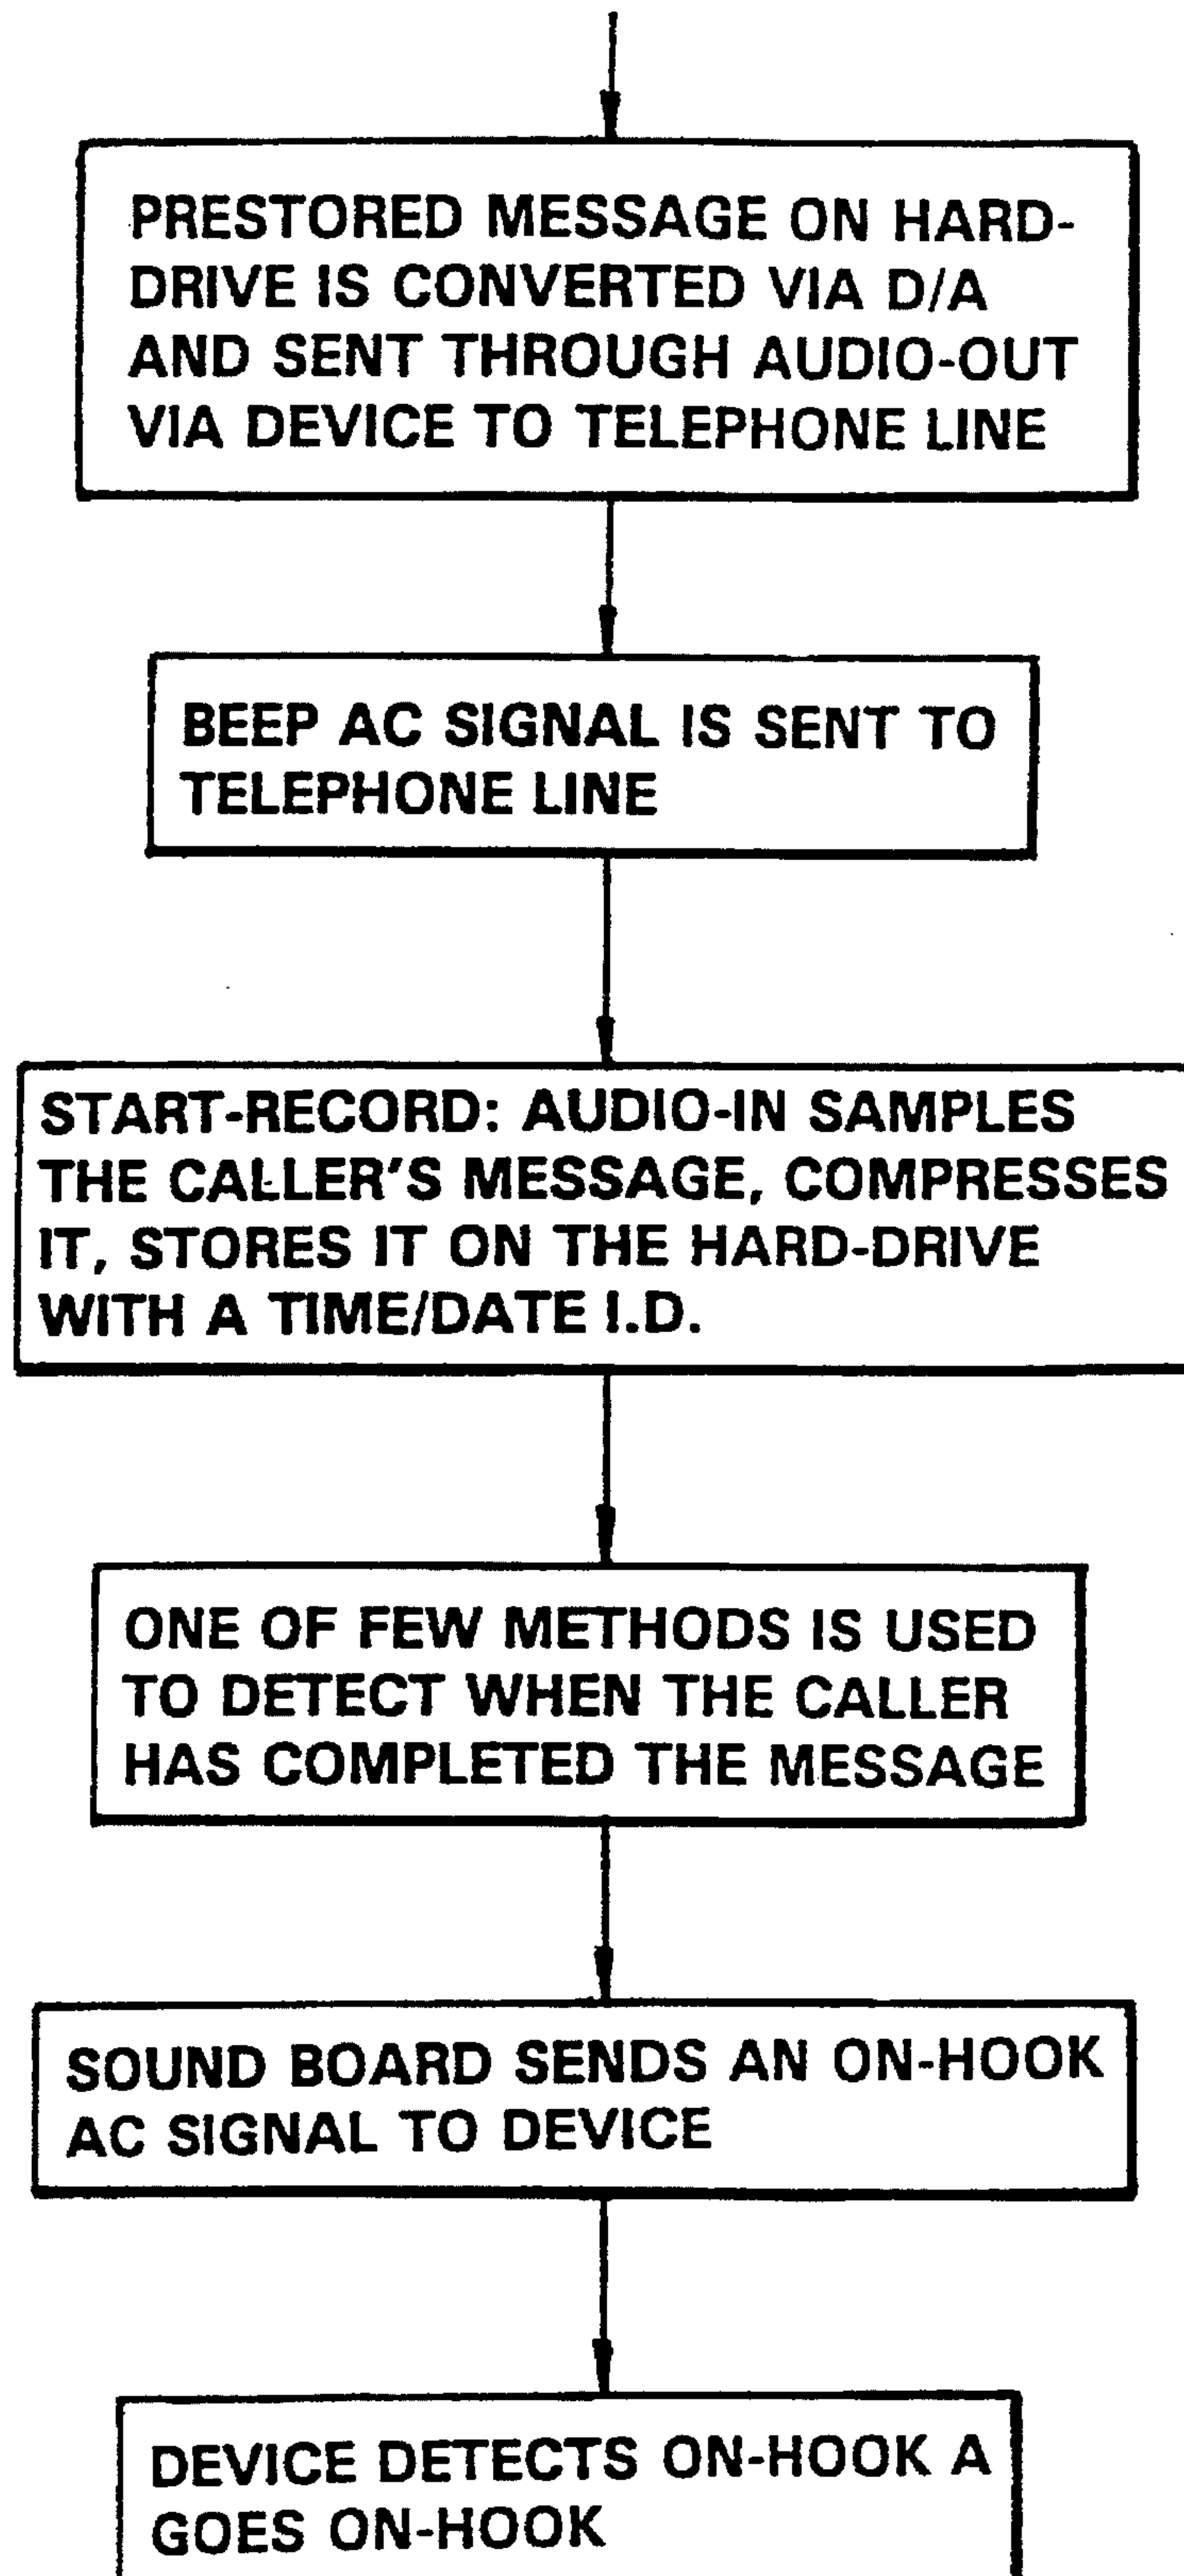 PRESTORED MESSAGE ON HARD-
DRIVE IS CONVERTED VIA D/A
AND SENT THROUGH AUDIO-OUT
VIA DEVICE TO TELEPHONE LINE
BEEP AC SIGNAL IS SENT TO
TELEPHONE LINE
START-RECORD: AUDIO-IN SAMPLES
THE CALLER'S MESSAGE, COMPRESSES
IT, STORES IT ON THE HARD-DRIVE
WITH A TIME/DATE I.D.
ONE OF FEW METHODS IS USED
TO DETECT WHEN THE CALLER
HAS COMPLETED THE MESSAGE
SOUND BOARD SENDS AN ON-HOOK
AC SIGNAL TO DEVICE
DEVICE DETECTS ON-HOOK A
GOES ON-HOOK